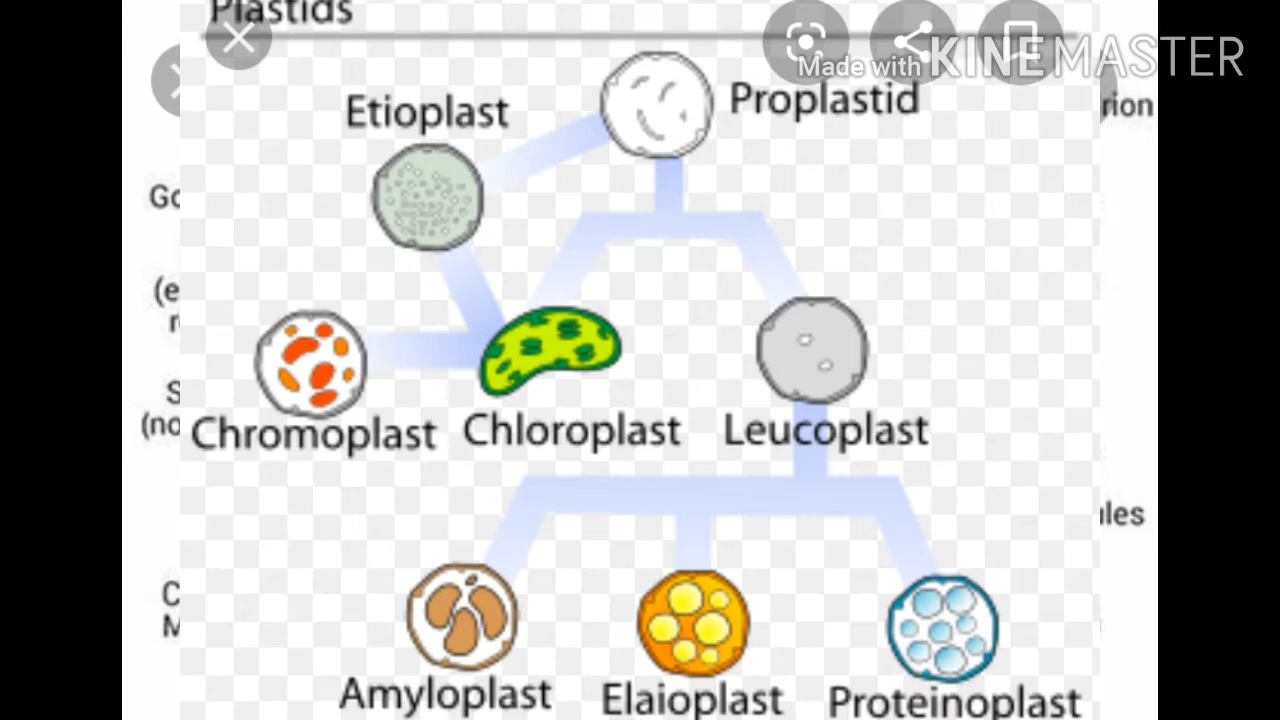 Plastids
Made with KINEMASTER
Etioplast
Proplastid
Chromoplast
Chloroplast
Leucoplast
Amyloplast
Elaioplast
Proteinoplast